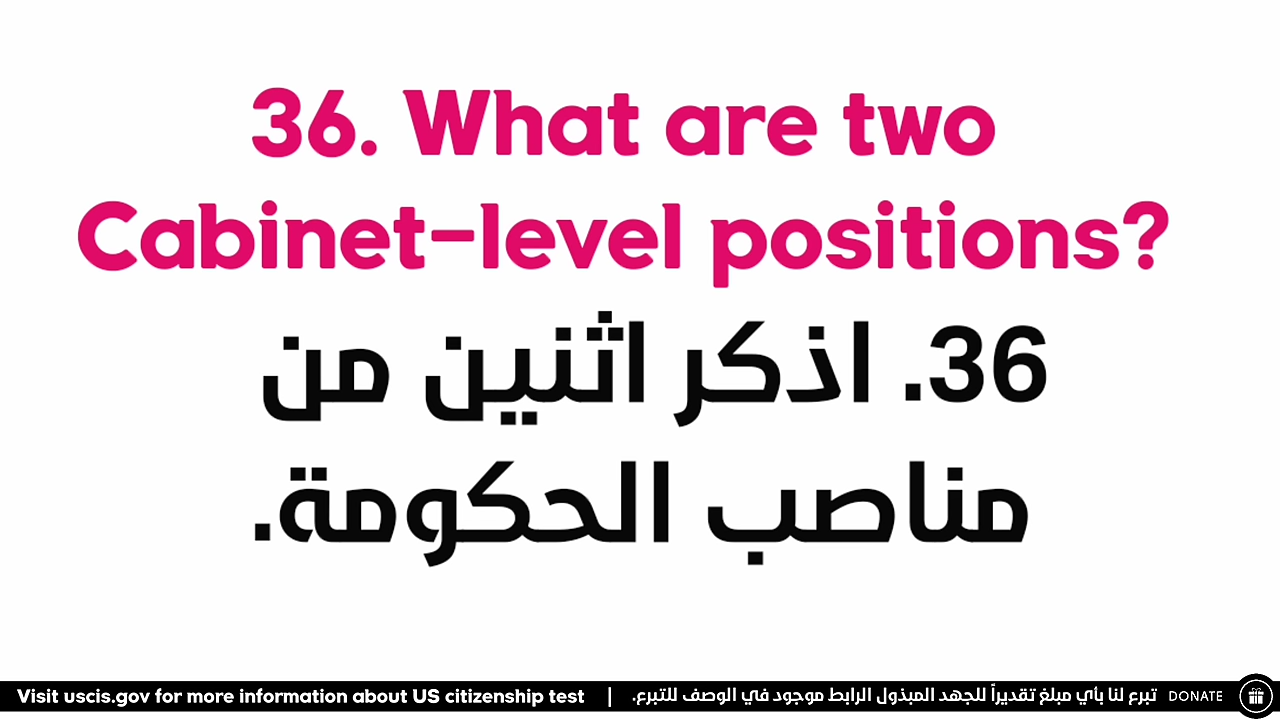 36. What are two
Cabinet-level positions?
36. اذكر اثنين من
مناصب الحكومة.
Visit uscis.gov for more information about US citizenship test | تبرع لنا بأي مبلغ تقديراً للجهد المبذول الرابط موجود في الوصف للتبرع. DONATE